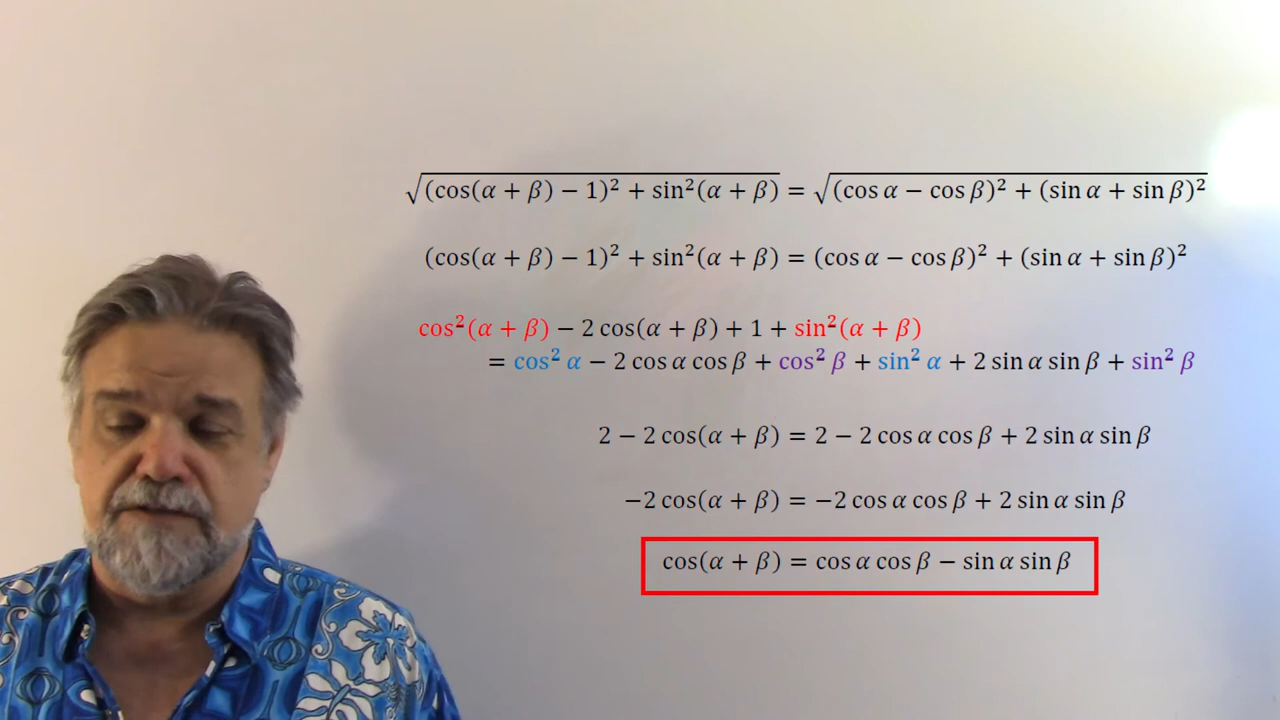 √(cos(α + β) − 1)² + sin²(α + β) = √(cos α − cos β)² + (sin α + sin β)²
(cos(α + β) − 1)² + sin²(α + β) = (cos α − cos β)² + (sin α + sin β)²
cos²(α + β) − 2 cos(α + β) + 1 + sin²(α + β)
= cos² α − 2 cos α cos β + cos² β + sin² α + 2 sin α sin β + sin² β
2 − 2 cos(α + β) = 2 − 2 cos α cos β + 2 sin α sin β
−2 cos(α + β) = −2 cos α cos β + 2 sin α sin β
cos(α + β) = cos α cos β − sin α sin β